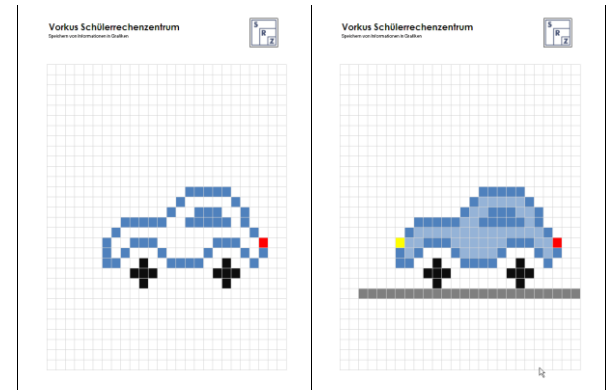 Vorkus Schülerrechenzentrum
Speichern von Informationen in Grafiken
S
R
Z
Vorkus Schülerrechenzentrum
Speichern von Informationen in Grafiken
S
R
Z